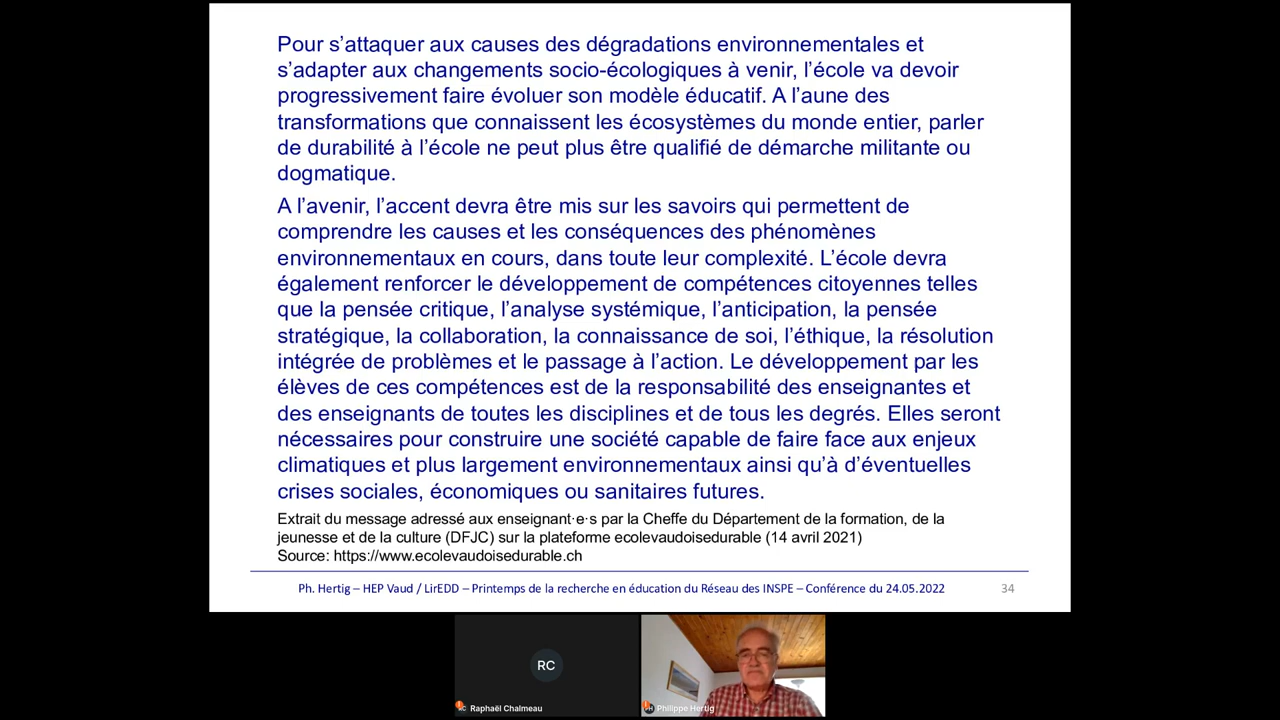 Pour s’attaquer aux causes des dégradations environnementales et
s’adapter aux changements socio-écologiques à venir, l’école va devoir
progressivement faire évoluer son modèle éducatif. A l’aune des
transformations que connaissent les écosystèmes du monde entier, parler
de durabilité à l’école ne peut plus être qualifié de démarche militante ou
dogmatique.
A l’avenir, l’accent devra être mis sur les savoirs qui permettent de
comprendre les causes et les conséquences des phénomènes
environnementaux en cours, dans toute leur complexité. L’école devra
également renforcer le développement de compétences citoyennes telles
que la pensée critique, l’analyse systémique, l’anticipation, la pensée
stratégique, la collaboration, la connaissance de soi, l’éthique, la résolution
intégrée de problèmes et le passage à l’action. Le développement par les
élèves de ces compétences est de la responsabilité des enseignantes et
des enseignants de toutes les disciplines et de tous les degrés. Elles seront
nécessaires pour construire une société capable de faire face aux enjeux
climatiques et plus largement environnementaux ainsi qu’à d’éventuelles
crises sociales, économiques ou sanitaires futures.
Extrait du message adressé aux enseignant·e·s par la Cheffe du Département de la formation, de la
jeunesse et de la culture (DFJC) sur la plateforme ecolevaudoisedurable (14 avril 2021)
Source: https://www.ecolevaudoisedurable.ch
Ph. Hertig – HEP Vaud / LirEDD – Printemps de la recherche en éducation du Réseau des INSPE – Conférence du 24.05.2022
34
RC
Raphaël Chalmeau
Philippe Hertig